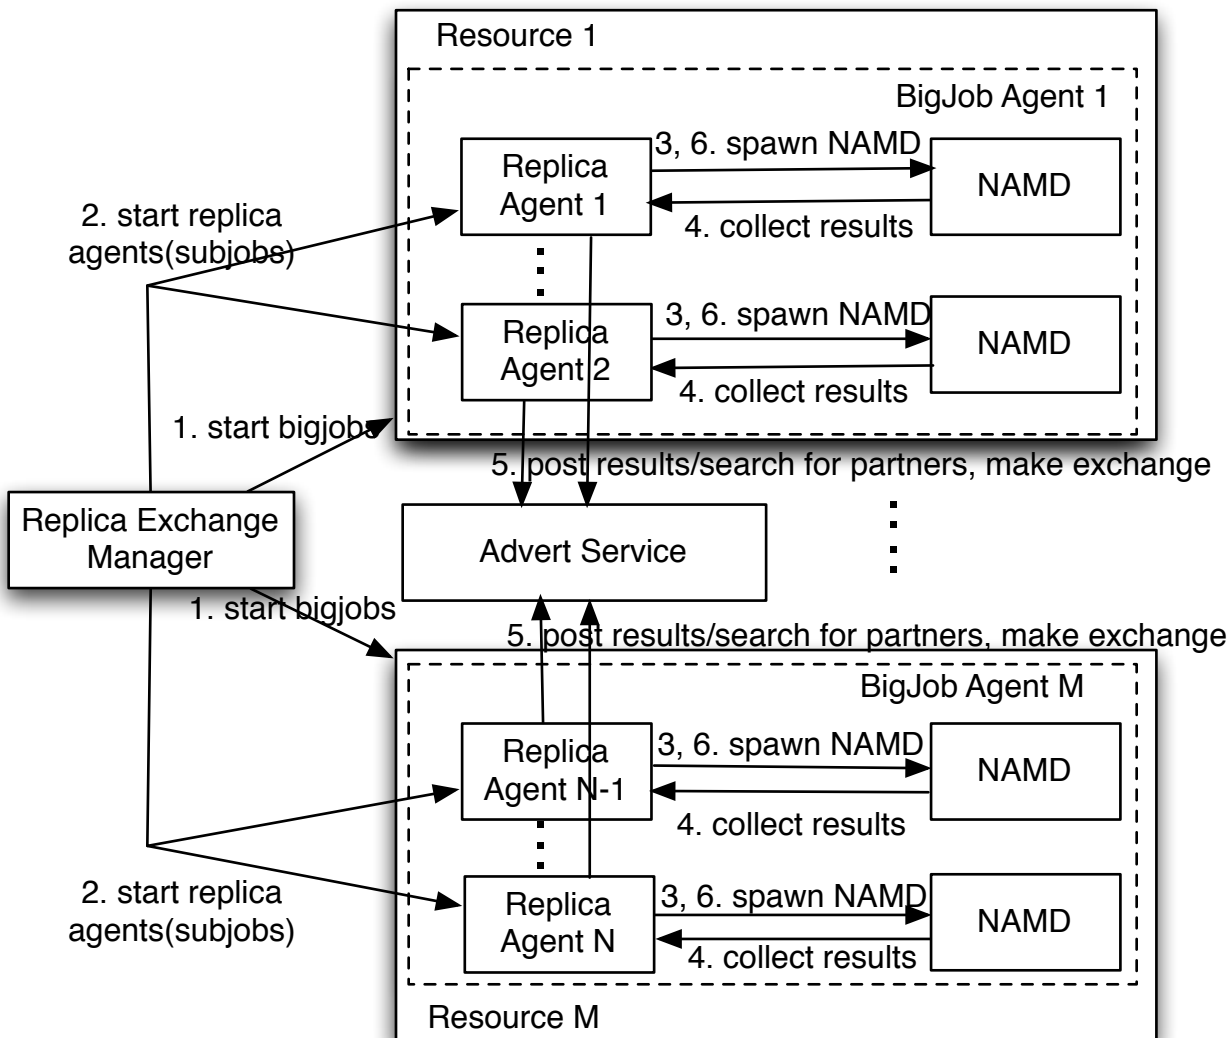 Resource 1
BigJob Agent 1
Replica
Agent 1
3, 6. spawn NAMD
NAMD
4. collect results
2. start replica
agents(subjobs)
Replica
Agent 2
3, 6. spawn NAMD
NAMD
4. collect results
1. start bigjobs
5. post results/search for partners, make exchange
Replica Exchange
Manager
Advert Service
1. start bigjobs
5. post results/search for partners, make exchange
BigJob Agent M
Replica
Agent N-1
3, 6. spawn NAMD
NAMD
4. collect results
2. start replica
agents(subjobs)
Replica
Agent N
3, 6. spawn NAMD
NAMD
4. collect results
Resource M